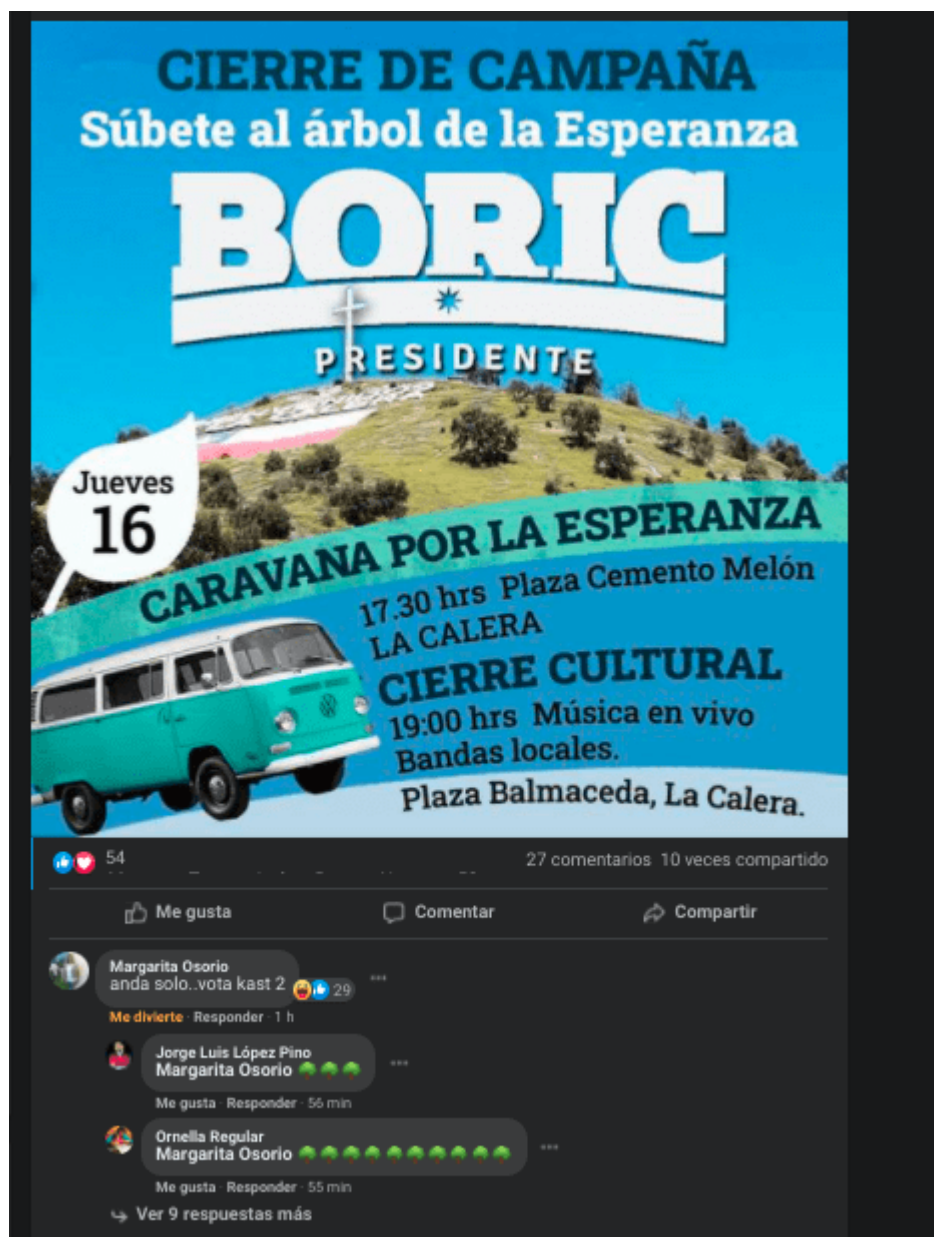 CIERRE DE CAMPAÑA
Súbete al árbol de la Esperanza
BORIC
PRESIDENTE
Jueves
16
CARAVANA POR LA ESPERANZA
17.30 hrs Plaza Cemento Melón
LA CALERA
CIERRE CULTURAL
19:00 hrs Música en vivo
Bandas locales.
Plaza Balmaceda, La Calera.
54
27 comentarios 10 veces compartido
Me gusta
Comentar
Compartir
Margarita Osorio
anda solo..vota kast 2
29
Me divierte · Responder · 1 h
Jorge Luis López Pino
Margarita Osorio 🌳🌳🌳
Me gusta · Responder · 56 min
Ornella Regular
Margarita Osorio 🌳🌳🌳🌳🌳🌳🌳🌳🌳🌳
Me gusta · Responder · 55 min
Ver 9 respuestas más